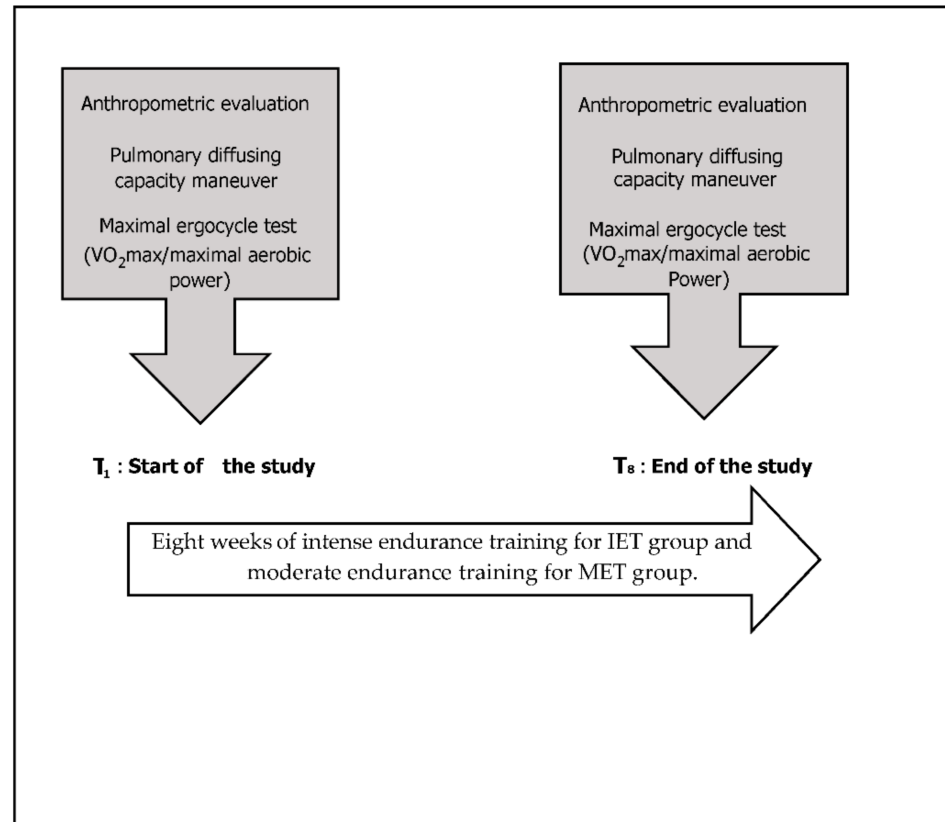 Anthropometric evaluation
Pulmonary diffusing
capacity maneuver
Maximal ergocycle test
(VO₂max/maximal aerobic
power)
Anthropometric evaluation
Pulmonary diffusing
capacity maneuver
Maximal ergocycle test
(VO₂max/maximal aerobic
Power)
T₁ : Start of the study
T₈ : End of the study
Eight weeks of intense endurance training for IET group and
moderate endurance training for MET group.